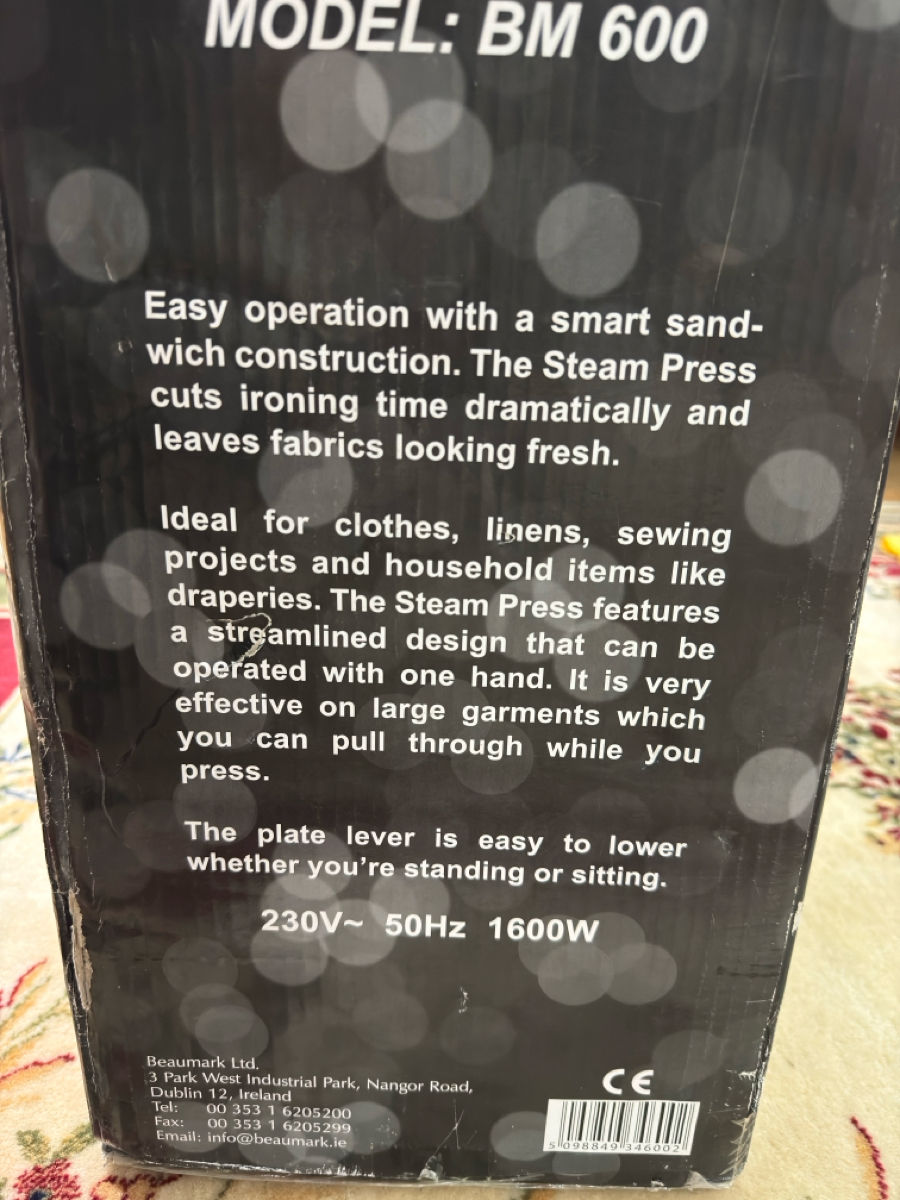 MODEL: BM 600
Easy operation with a smart sand-
wich construction. The Steam Press
cuts ironing time dramatically and
leaves fabrics looking fresh.
Ideal for clothes, linens, sewing
projects and household items like
draperies. The Steam Press features
a streamlined design that can be
operated with one hand. It is very
effective on large garments which
you can pull through while you
press.
The plate lever is easy to lower
whether you're standing or sitting.
230V~ 50Hz 1600W
Beaumark Ltd.
3 Park West Industrial Park, Nangor Road,
Dublin 12, Ireland
Tel: 00 353 1 6205200
Fax: 00 353 1 6205299
Email: info@beaumark.ie
CE
5 098849 346002